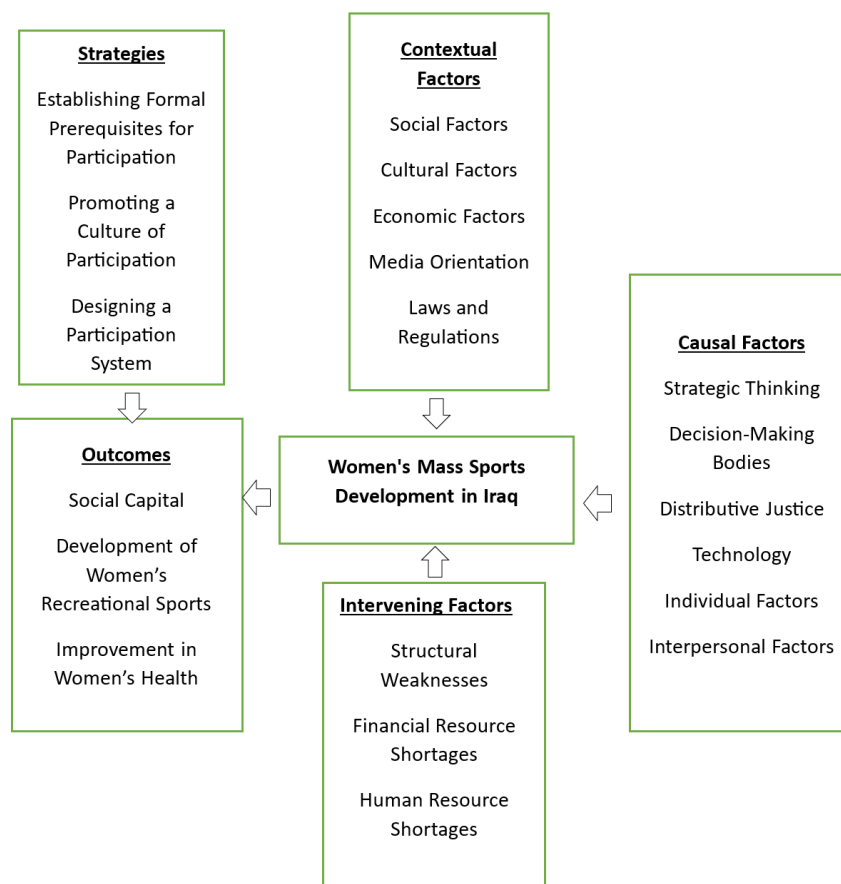 Strategies
Establishing Formal
Prerequisites for
Participation
Promoting a
Culture of
Participation
Designing a
Participation
System
Contextual
Factors
Social Factors
Cultural Factors
Economic Factors
Media Orientation
Laws and
Regulations
Causal Factors
Strategic Thinking
Decision-Making
Bodies
Distributive Justice
Technology
Individual Factors
Interpersonal Factors
Women's Mass Sports
Development in Iraq
Outcomes
Social Capital
Development of
Women’s
Recreational Sports
Improvement in
Women’s Health
Intervening Factors
Structural
Weaknesses
Financial Resource
Shortages
Human Resource
Shortages